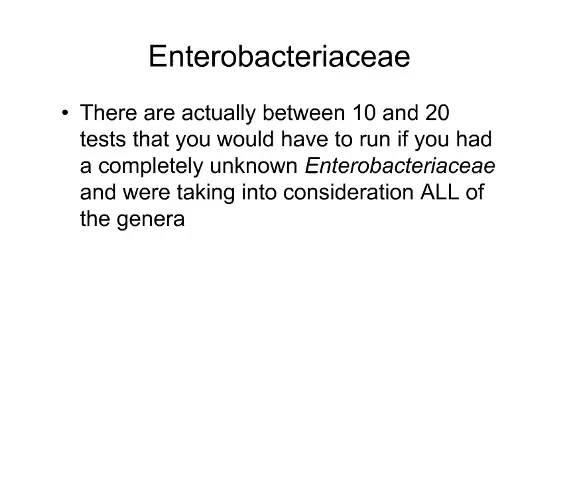 Enterobacteriaceae
• There are actually between 10 and 20
tests that you would have to run if you had
a completely unknown Enterobacteriaceae
and were taking into consideration ALL of
the genera